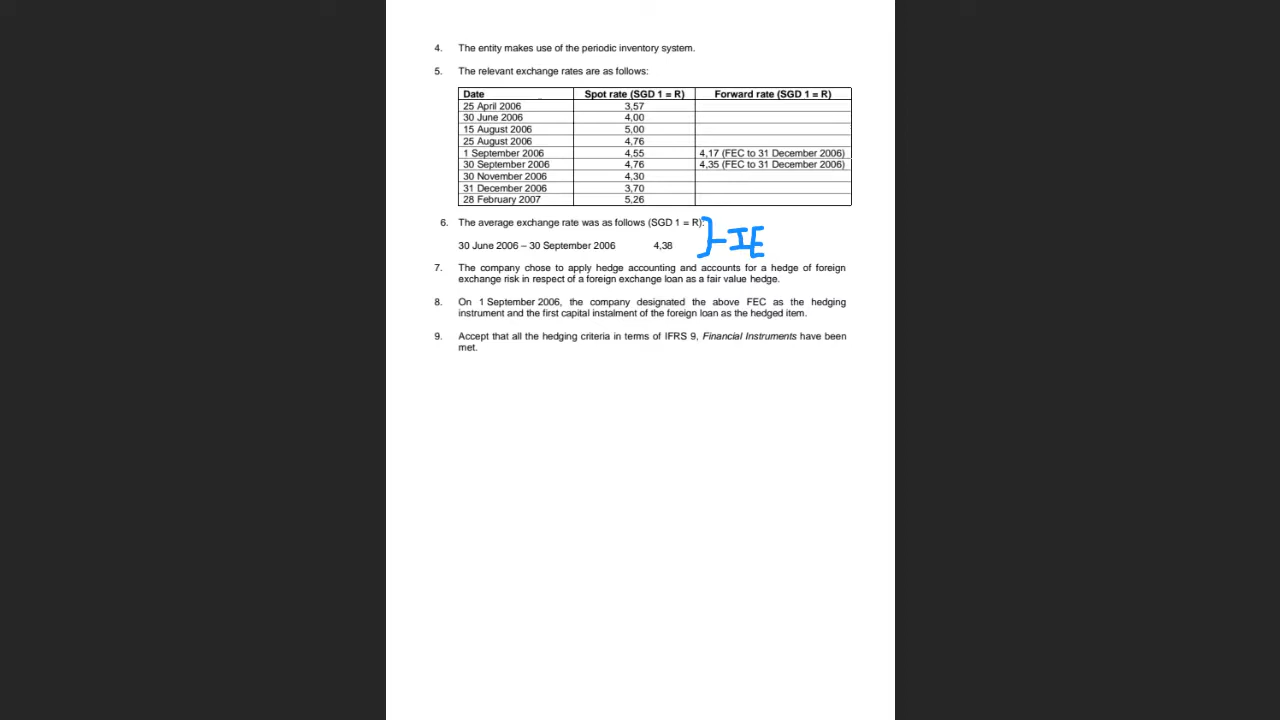 4. The entity makes use of the periodic inventory system.
5. The relevant exchange rates are as follows:
Date Spot rate (SGD 1 = R) Forward rate (SGD 1 = R)
25 April 2006 3,57
30 June 2006 4,00
15 August 2006 5,00
25 August 2006 4,76
1 September 2006 4,55 4,17 (FEC to 31 December 2006)
30 September 2006 4,76 4,35 (FEC to 31 December 2006)
30 November 2006 4,30
31 December 2006 3,70
28 February 2007 5,26
6. The average exchange rate was as follows (SGD 1 = R):
30 June 2006 – 30 September 2006 4,38
IE
7. The company chose to apply hedge accounting and accounts for a hedge of foreign
exchange risk in respect of a foreign exchange loan as a fair value hedge.
8. On 1 September 2006, the company designated the above FEC as the hedging
instrument and the first capital instalment of the foreign loan as the hedged item.
9. Accept that all the hedging criteria in terms of IFRS 9, Financial Instruments have been
met.